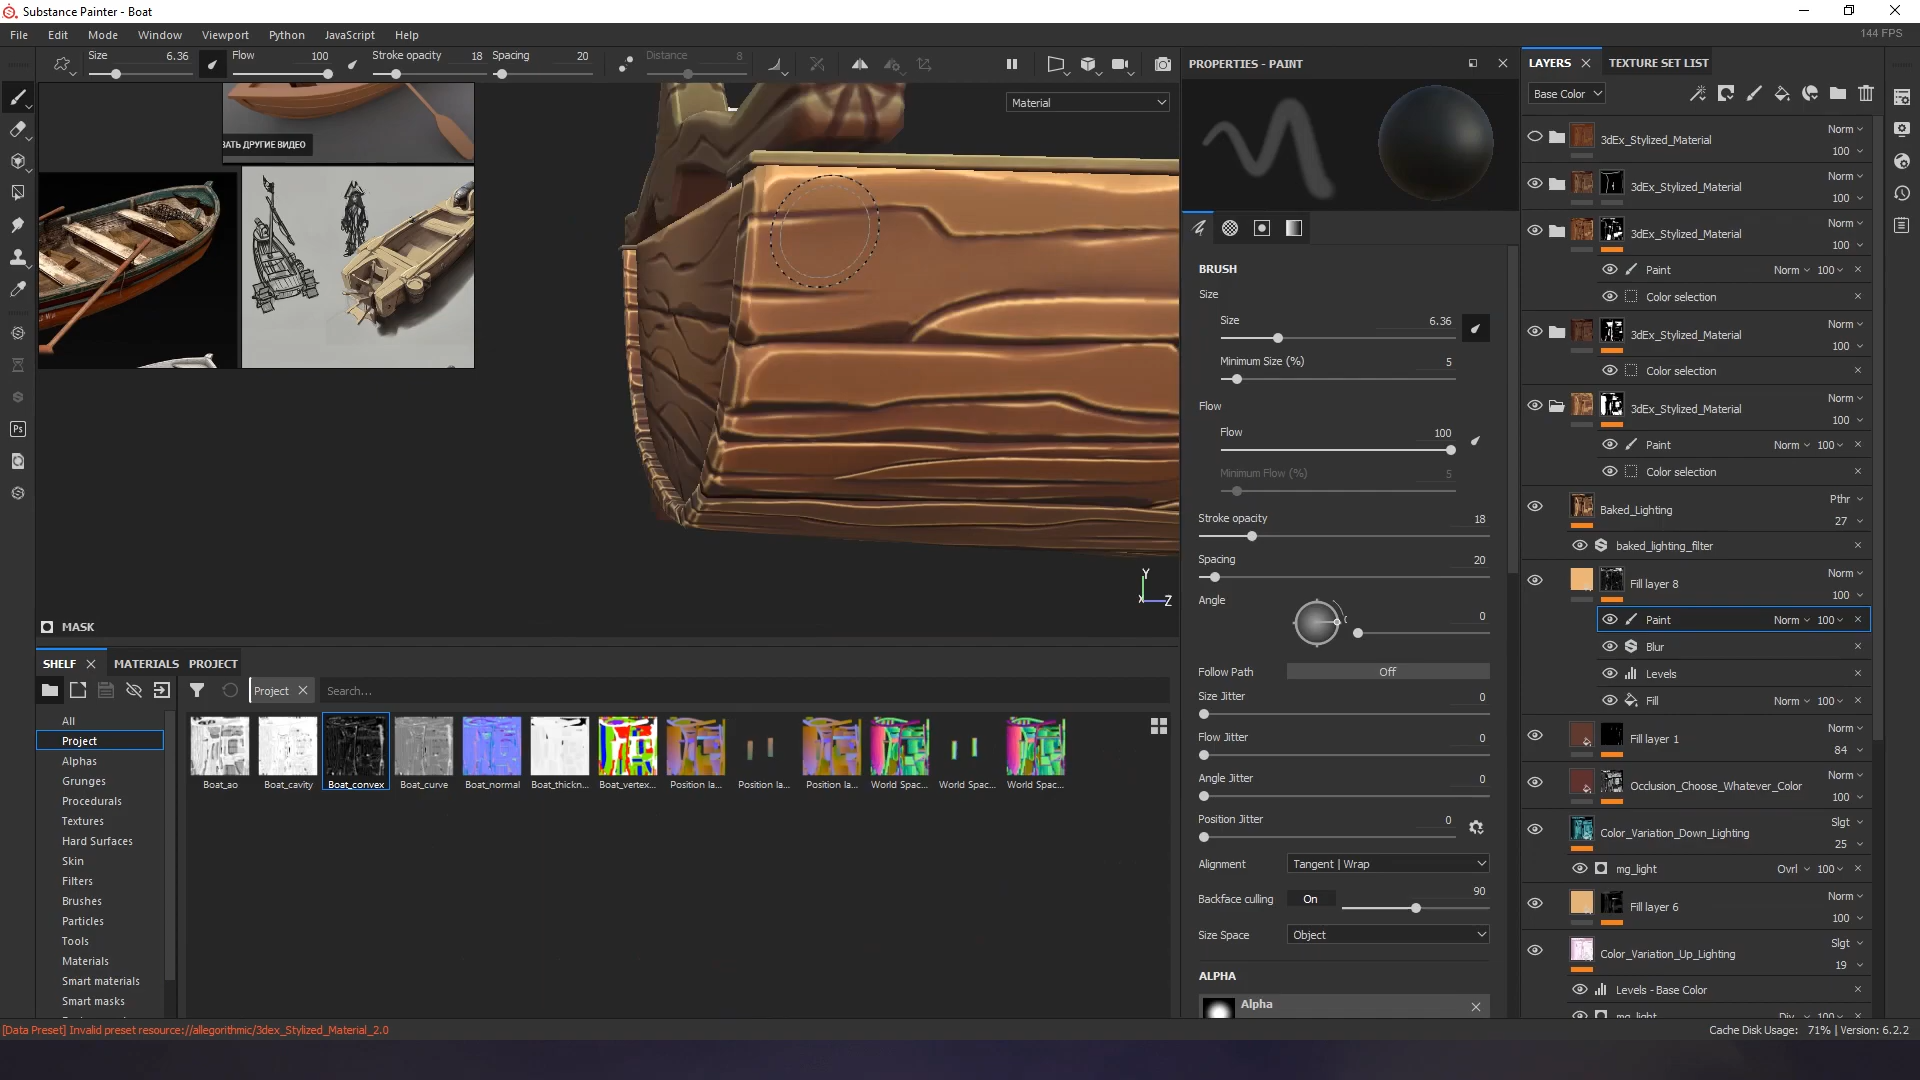 Substance Painter - Boat
File Edit Mode Window Viewport Python JavaScript Help
144 FPS
Size 6.36 Flow 100 Stroke opacity 18 Spacing 20 Distance 8
PROPERTIES - PAINT
LAYERS TEXTURE SET LIST
Material
Base Color
ВАТЬ ДРУГИЕ ВИДЕО
3dEx_Stylized_Material Norm 100
3dEx_Stylized_Material Norm 100
3dEx_Stylized_Material Norm 100
Paint Norm 100
Color selection
3dEx_Stylized_Material Norm 100
Color selection
3dEx_Stylized_Material Norm 100
Paint Norm 100
Color selection
Baked_Lighting Pthr 27
baked_lighting_filter
Fill layer 8 Norm 100
Paint Norm 100
Blur
Levels
Fill Norm 100
Fill layer 1 Norm 84
Occlusion_Choose_Whatever_Color Norm 100
Color_Variation_Down_Lighting Slgt 25
mg_light Ovrl 100
Fill layer 6 Norm 100
Color_Variation_Up_Lighting Slgt 19
Levels - Base Color
mg_light Div 100
BRUSH
Size
Size 6.36
Minimum Size (%) 5
Flow
Flow 100
Minimum Flow (%) 5
Stroke opacity 18
Spacing 20
Angle 0
Follow Path Off
Size Jitter 0
Flow Jitter 0
Angle Jitter 0
Position Jitter 0
Alignment Tangent | Wrap
Backface culling On 90
Size Space Object
ALPHA
Alpha
Y
X Z
Ps
MASK
SHELF MATERIALS PROJECT
Project Search...
All
Project
Alphas
Grunges
Procedurals
Textures
Hard Surfaces
Skin
Filters
Brushes
Particles
Tools
Materials
Smart materials
Smart masks
Boat_ao Boat_cavity Boat_convex Boat_curve Boat_normal Boat_thickn... Boat_vertex... Position la... Position la... Position la... World Spac... World Spac... World Spac...
[Data Preset] Invalid preset resource://allegorithmic/3dex_Stylized_Material_2.0
Cache Disk Usage: 71% | Version: 6.2.2